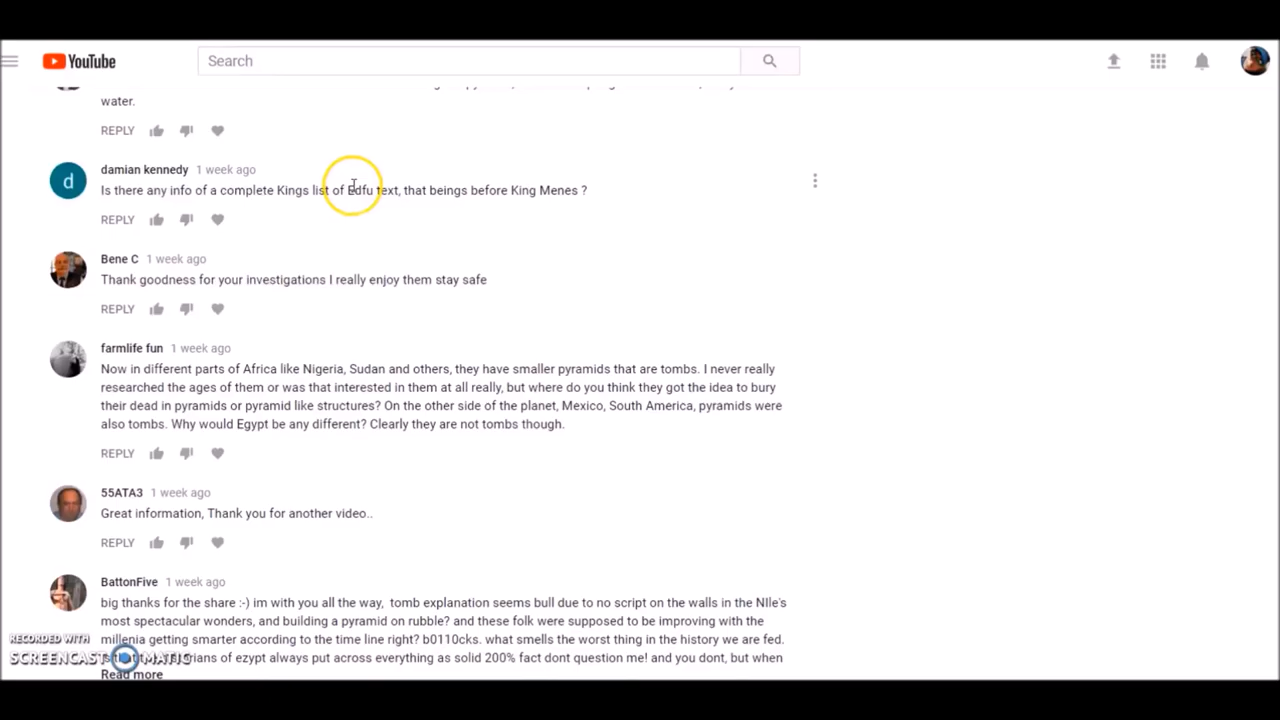 YouTube
Search
water.
REPLY
d
damian kennedy 1 week ago
Is there any info of a complete Kings list of Edfu text, that beings before King Menes ?
REPLY
Bene C 1 week ago
Thank goodness for your investigations I really enjoy them stay safe
REPLY
farmlife fun 1 week ago
Now in different parts of Africa like Nigeria, Sudan and others, they have smaller pyramids that are tombs. I never really
researched the ages of them or was that interested in them at all really, but where do you think they got the idea to bury
their dead in pyramids or pyramid like structures? On the other side of the planet, Mexico, South America, pyramids were
also tombs. Why would Egypt be any different? Clearly they are not tombs though.
REPLY
55ATA3 1 week ago
Great information, Thank you for another video..
REPLY
BattonFive 1 week ago
big thanks for the share :-) im with you all the way, tomb explanation seems bull due to no script on the walls in the NIle's
most spectacular wonders, and building a pyramid on rubble? and these folk were supposed to be improving with the
millenia getting smarter according to the time line right? b0110cks. what smells the worst thing in the history we are fed.
of ezypt always put across everything as solid 200% fact dont question me! and you dont, but when
Read more
RECORDED WITH
SCREENCAST MATIC